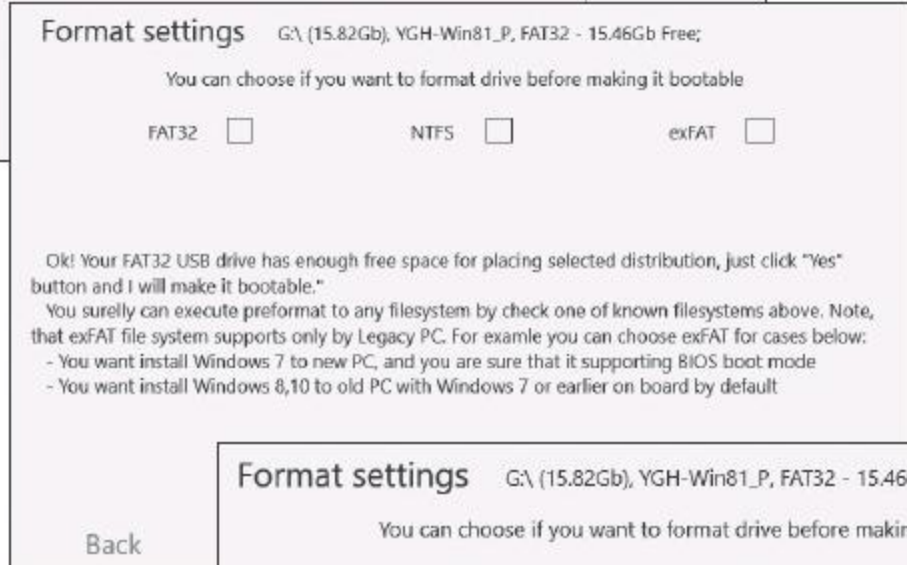 Format settings G:\ (15.82Gb), YGH-Win81_P, FAT32 - 15.46Gb Free;
You can choose if you want to format drive before making it bootable
FAT32 NTFS exFAT
Ok! Your FAT32 USB drive has enough free space for placing selected distribution, just click "Yes"
button and I will make it bootable."
You surelly can execute preformat to any filesystem by check one of known filesystems above. Note,
that exFAT file system supports only by Legacy PC. For examle you can choose exFAT for cases below:
- You want install Windows 7 to new PC, and you are sure that it supporting BIOS boot mode
- You want install Windows 8,10 to old PC with Windows 7 or earlier on board by default
Format settings G:\ (15.82Gb), YGH-Win81_P, FAT32 - 15.46
You can choose if you want to format drive before makin
Back